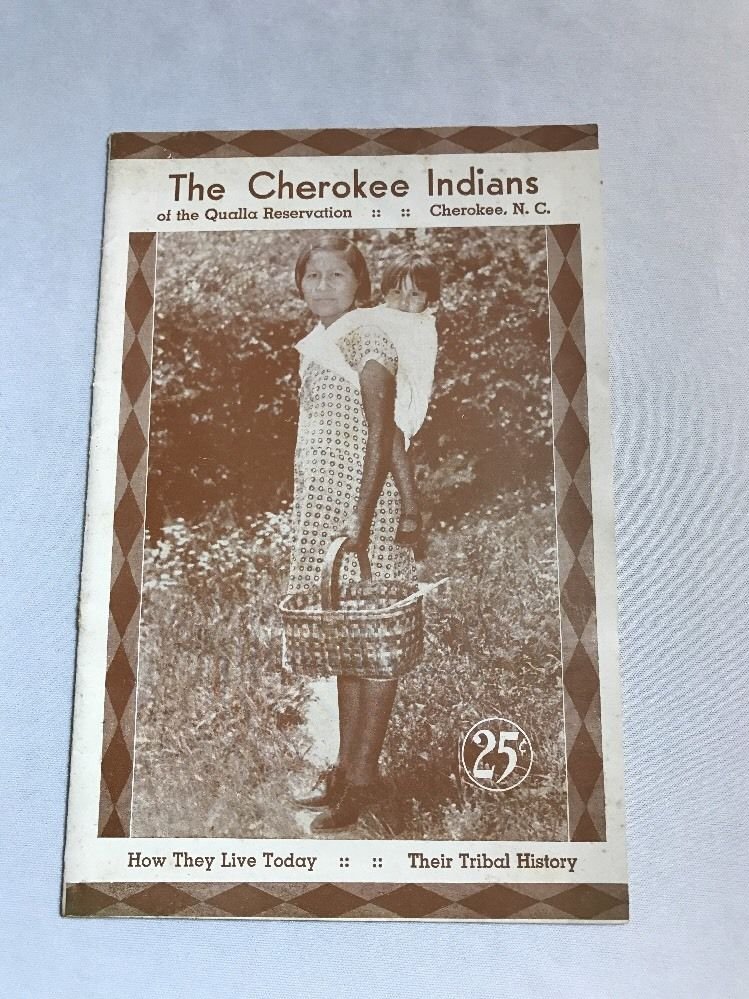 The Cherokee Indians
of the Qualla Reservation :: :: Cherokee, N. C.
25¢
How They Live Today :: :: Their Tribal History